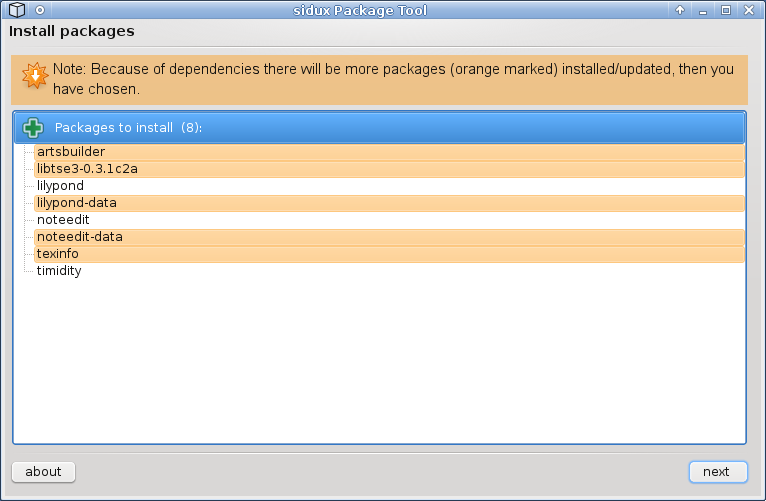 sidux Package Tool
Install packages
Note: Because of dependencies there will be more packages (orange marked) installed/updated, then you
have chosen.
Packages to install (8):
artsbuilder
libtse3-0.3.1c2a
lilypond
lilypond-data
noteedit
noteedit-data
texinfo
timidity
about
next